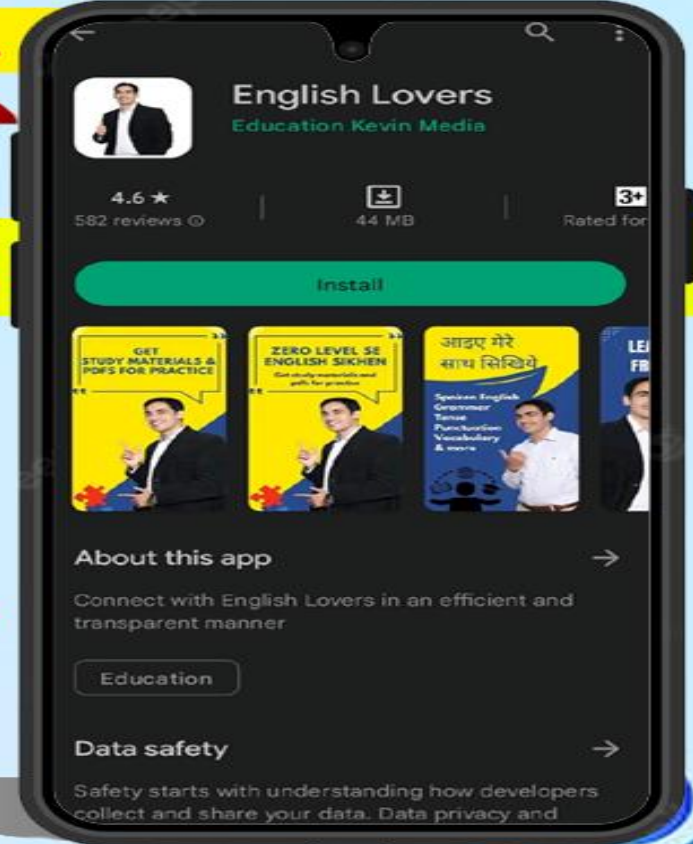 English Lovers
Education Kevin Media
4.6 ★
582 reviews
44 MB
3+
Rated for
Install
GET
STUDY MATERIALS &
PDFS FOR PRACTICE
ZERO LEVEL SE
ENGLISH SIKHEN
Get study materials and
pdfs for practice
आइए मेरे
साथ सिखिये
Spoken English
Grammar
Tense
Punctuation
Vocabulary
& more
LEA
FR
About this app
Connect with English Lovers in an efficient and
transparent manner
Education
Data safety
Safety starts with understanding how developers
collect and share your data. Data privacy and